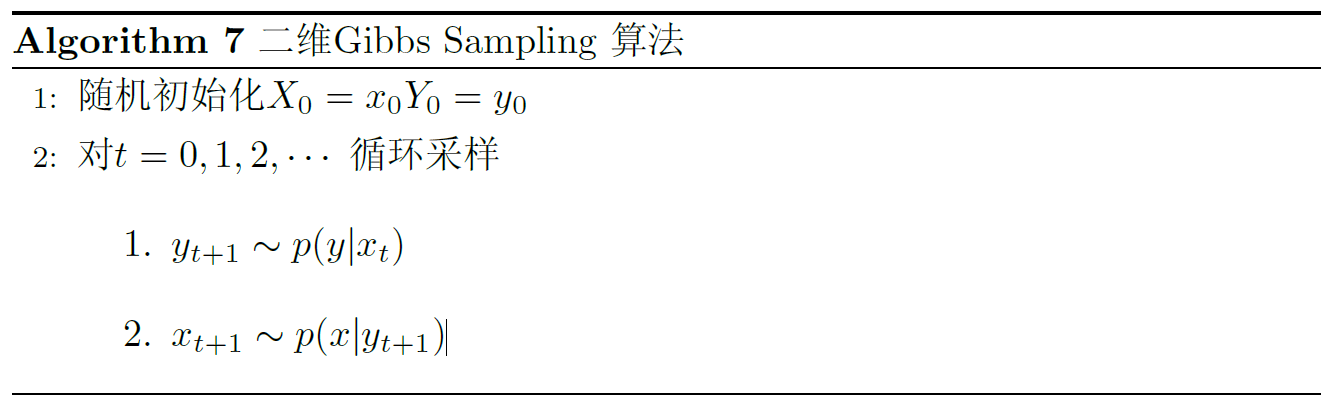 Algorithm 7 二维Gibbs Sampling 算法
1: 随机初始化$X_0 = x_0 Y_0 = y_0$
2: 对$t = 0, 1, 2, \cdots$ 循环采样
1. $y_{t+1} \sim p(y|x_t)$
2. $x_{t+1} \sim p(x|y_{t+1})$